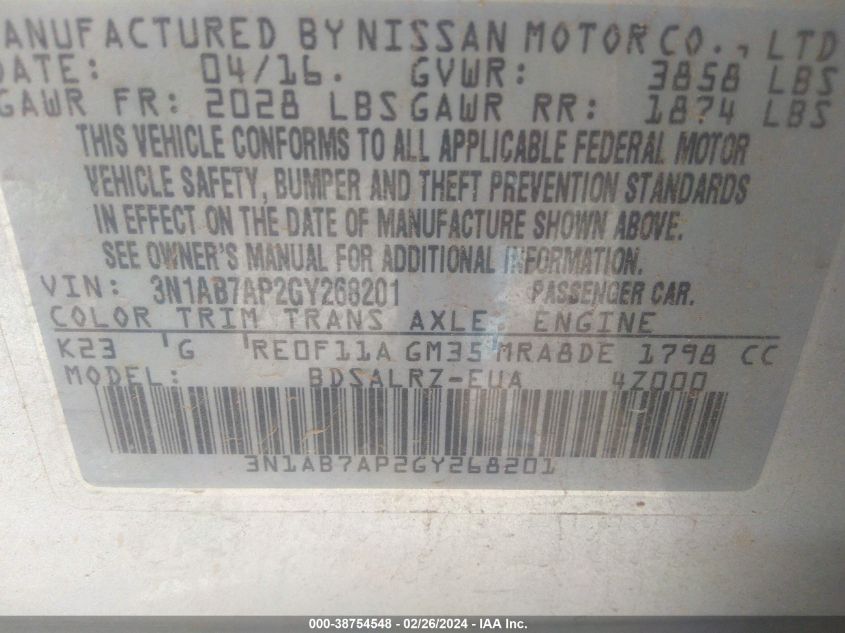 MANUFACTURED BY NISSAN MOTOR CO., LTD
DATE: 04/16. GVWR: 3858 LBS
GAWR FR: 2028 LBS GAWR RR: 1874 LBS
THIS VEHICLE CONFORMS TO ALL APPLICABLE FEDERAL MOTOR
VEHICLE SAFETY, BUMPER AND THEFT PREVENTION STANDARDS
IN EFFECT ON THE DATE OF MANUFACTURE SHOWN ABOVE.
SEE OWNER'S MANUAL FOR ADDITIONAL INFORMATION.
VIN: 3N1AB7AP2GY268201 PASSENGER CAR.
COLOR TRIM TRANS AXLE ENGINE
K23 G RE0F11A GM35 MRA8DE 1798 CC
MODEL: BDSALRZ-EUA 4Z000
3N1AB7AP2GY268201
000-38754548 - 02/26/2024 - IAA Inc.